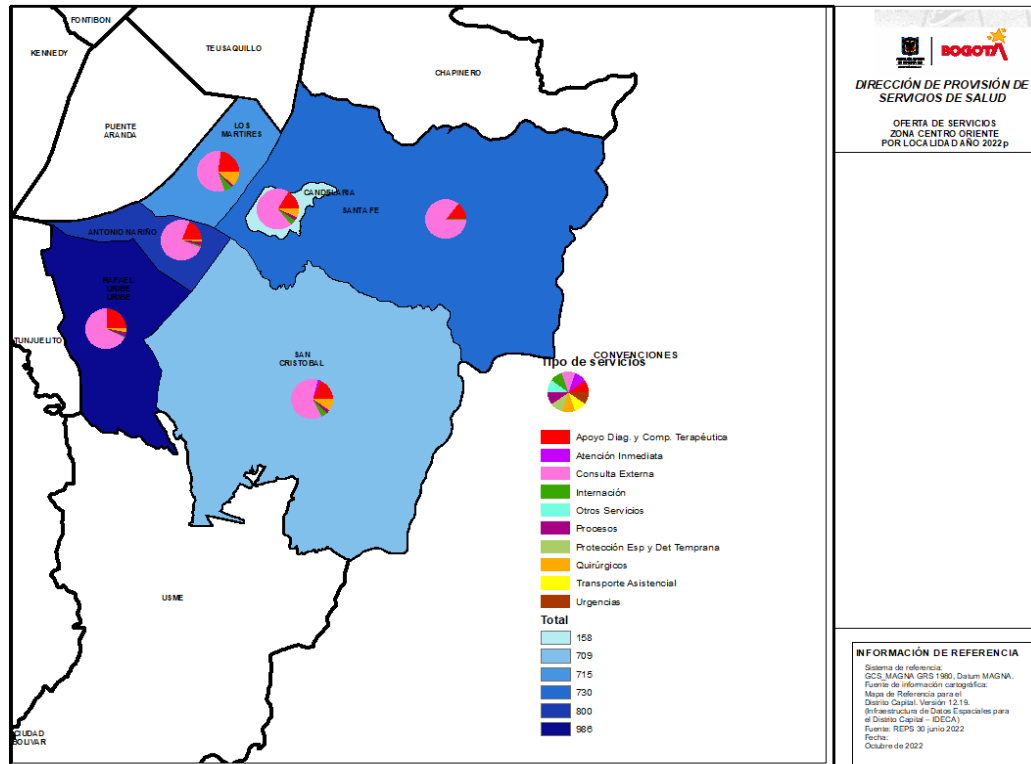 FONTIBON
KENNEDY
TEUSAQUILLO
CHAPINERO
PUENTE
ARANDA
LOS
MARTIRES
CANDELARIA
SANTA FE
ANTONIO NARIÑO
RAFAEL
URIBE
URIBE
TUNJUELITO
SAN
CRISTOBAL
USME
CIUDAD
BOLIVAR
CONVENCIONES
Tipo de servicios
Apoyo Diag. y Comp. Terapéutica
Atención Inmediata
Consulta Externa
Internación
Otros Servicios
Procesos
Protección Esp y Det Temprana
Quirúrgicos
Transporte Asistencial
Urgencias
Total
158
709
715
730
800
986
BOGOTÁ
DIRECCIÓN DE PROVISIÓN DE
SERVICIOS DE SALUD
OFERTA DE SERVICIOS
ZONA CENTRO ORIENTE
POR LOCALIDAD AÑO 2022p
INFORMACIÓN DE REFERENCIA
Sistema de referencia:
GCS_MAGNA GRS 1980, Datum MAGNA.
Fuente de información cartográfica:
Mapa de Referencia para el
Distrito Capital. Versión 12.19.
(Infraestructura de Datos Espaciales para
el Distrito Capital – IDECA)
Fuente: REPS 30 junio 2022
Fecha:
Octubre de 2022